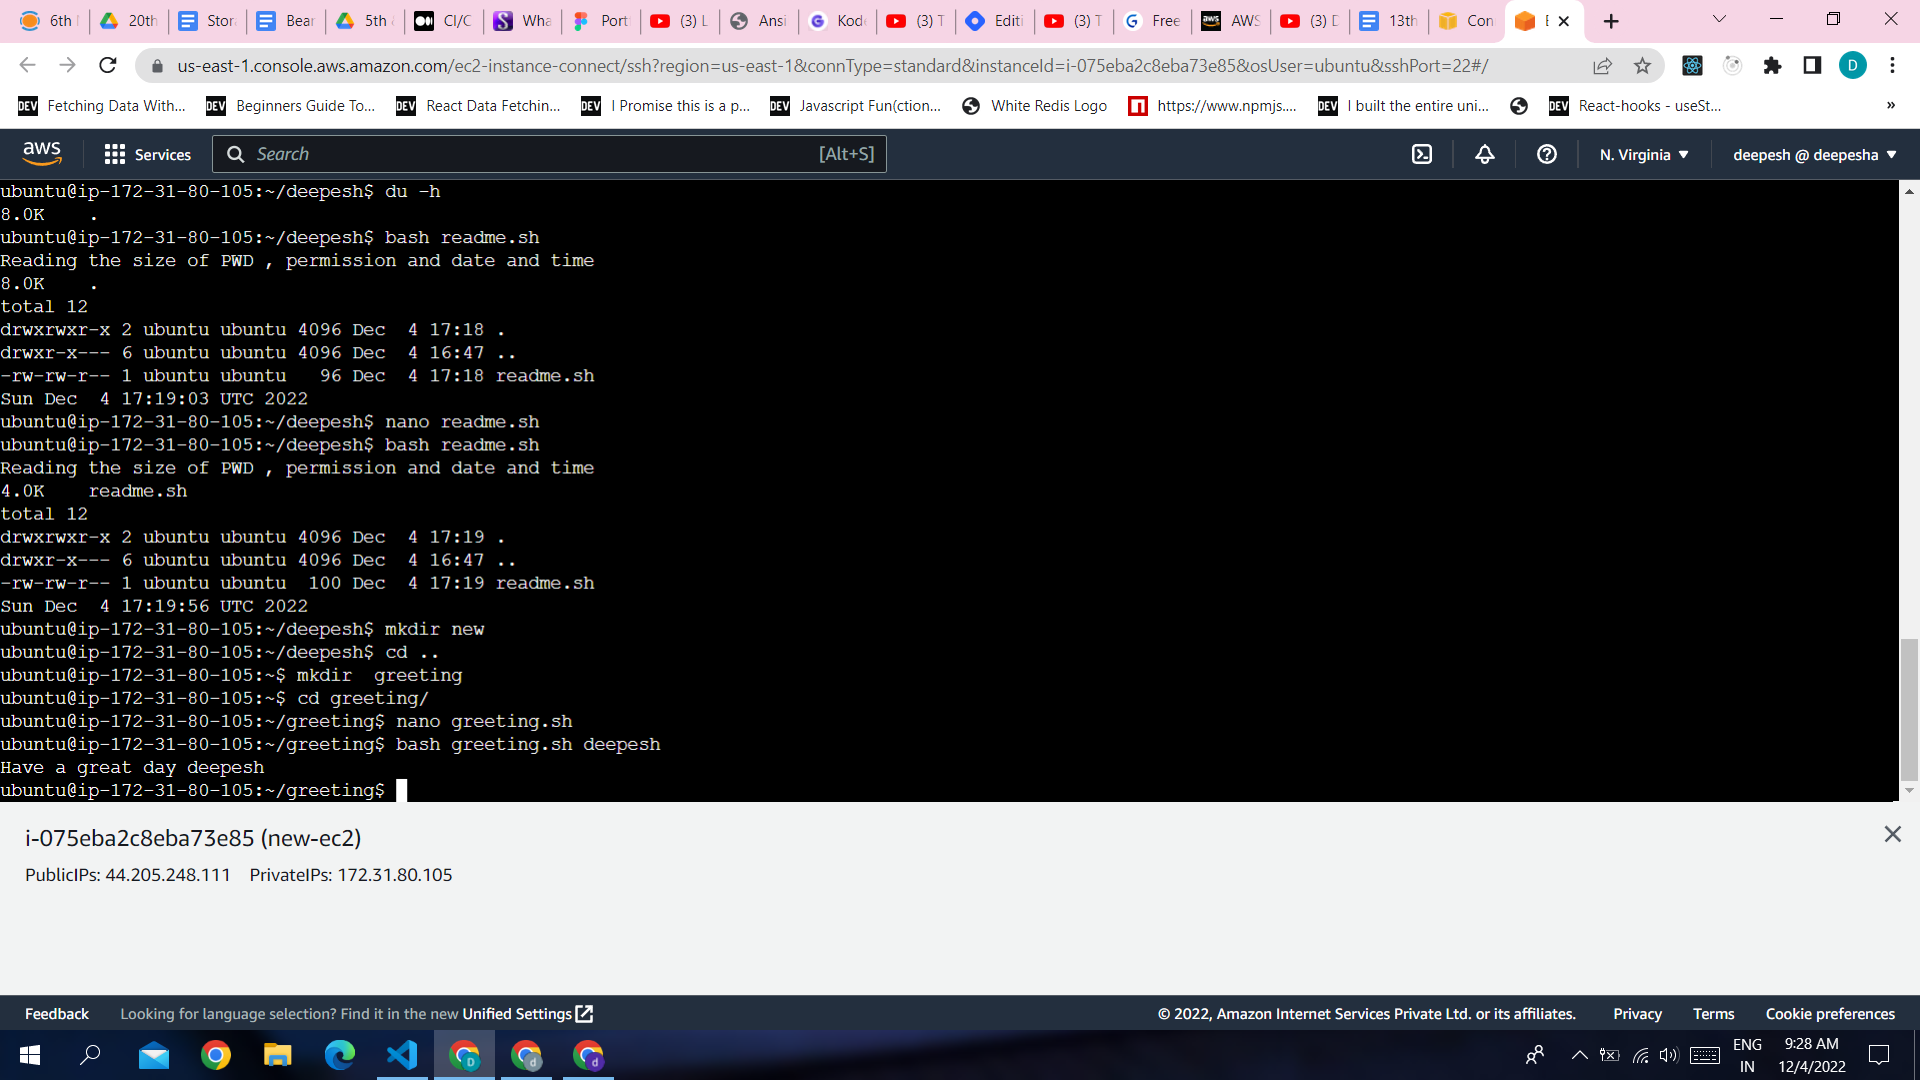 6th
20th
Stor
Bear
5th
CI/C
Wha
Port
(3) L
Ansi
Kod
(3) T
Editi
(3) T
Free
AWS
(3) D
13th
Con
us-east-1.console.aws.amazon.com/ec2-instance-connect/ssh?region=us-east-1&connType=standard&instanceId=i-075eba2c8eba73e85&osUser=ubuntu&sshPort=22#/
D
DEV Fetching Data With...
DEV Beginners Guide To...
DEV React Data Fetchin...
DEV I Promise this is a p...
DEV Javascript Fun(ction...
White Redis Logo
https://www.npmjs....
DEV I built the entire uni...
DEV React-hooks - useSt...
»
aws
Services
Search [Alt+S]
N. Virginia
deepesh @ deepesha
ubuntu@ip-172-31-80-105:~/deepesh$ du -h
8.0K    .
ubuntu@ip-172-31-80-105:~/deepesh$ bash readme.sh
Reading the size of PWD , permission and date and time
8.0K    .
total 12
drwxrwxr-x 2 ubuntu ubuntu 4096 Dec  4 17:18 .
drwxr-x--- 6 ubuntu ubuntu 4096 Dec  4 16:47 ..
-rw-rw-r-- 1 ubuntu ubuntu   96 Dec  4 17:18 readme.sh
Sun Dec  4 17:19:03 UTC 2022
ubuntu@ip-172-31-80-105:~/deepesh$ nano readme.sh
ubuntu@ip-172-31-80-105:~/deepesh$ bash readme.sh
Reading the size of PWD , permission and date and time
4.0K    readme.sh
total 12
drwxrwxr-x 2 ubuntu ubuntu 4096 Dec  4 17:19 .
drwxr-x--- 6 ubuntu ubuntu 4096 Dec  4 16:47 ..
-rw-rw-r-- 1 ubuntu ubuntu  100 Dec  4 17:19 readme.sh
Sun Dec  4 17:19:56 UTC 2022
ubuntu@ip-172-31-80-105:~/deepesh$ mkdir new
ubuntu@ip-172-31-80-105:~/deepesh$ cd ..
ubuntu@ip-172-31-80-105:~$ mkdir  greeting
ubuntu@ip-172-31-80-105:~$ cd greeting/
ubuntu@ip-172-31-80-105:~/greeting$ nano greeting.sh
ubuntu@ip-172-31-80-105:~/greeting$ bash greeting.sh deepesh
Have a great day deepesh
ubuntu@ip-172-31-80-105:~/greeting$
i-075eba2c8eba73e85 (new-ec2)
PublicIPs: 44.205.248.111    PrivateIPs: 172.31.80.105
Feedback
Looking for language selection? Find it in the new Unified Settings
© 2022, Amazon Internet Services Private Ltd. or its affiliates.
Privacy
Terms
Cookie preferences
ENG
IN
9:28 AM
12/4/2022